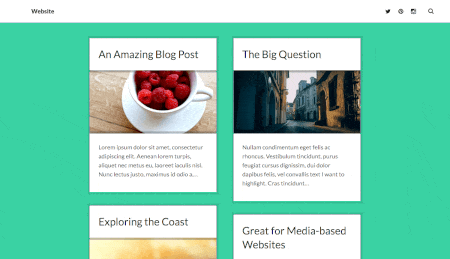 Website
An Amazing Blog Post
Lorem ipsum dolor sit amet, consectetur
adipiscing elit. Aenean lorem turpis,
aliquet nec metus eu, laoreet iaculis nisl.
Nunc lectus justo, maximus id odio a,...
The Big Question
Nullam condimentum eget felis ac
rhoncus. Vestibulum tincidunt, purus
feugiat cursus dignissim, dui dolor
dapibus felis, vel convallis text I want to
highlight. Cras tincidunt...
Exploring the Coast
Great for Media-based
Websites